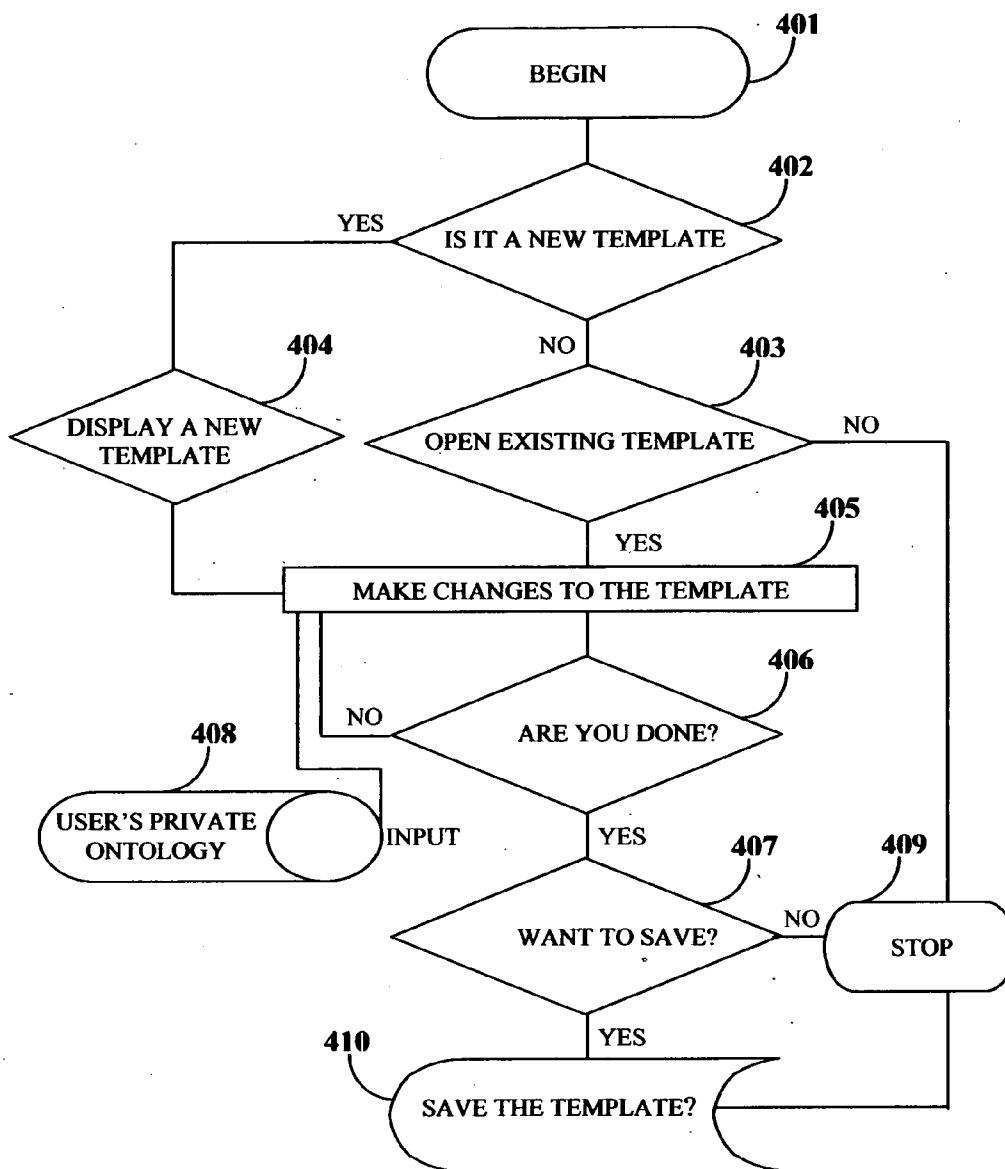 401
BEGIN
402
YES
IS IT A NEW TEMPLATE
404
NO
403
DISPLAY A NEW
TEMPLATE
OPEN EXISTING TEMPLATE
NO
405
YES
MAKE CHANGES TO THE TEMPLATE
406
NO
ARE YOU DONE?
408
USER'S PRIVATE
ONTOLOGY
INPUT
YES
407
409
WANT TO SAVE?
NO
STOP
YES
410
SAVE THE TEMPLATE?